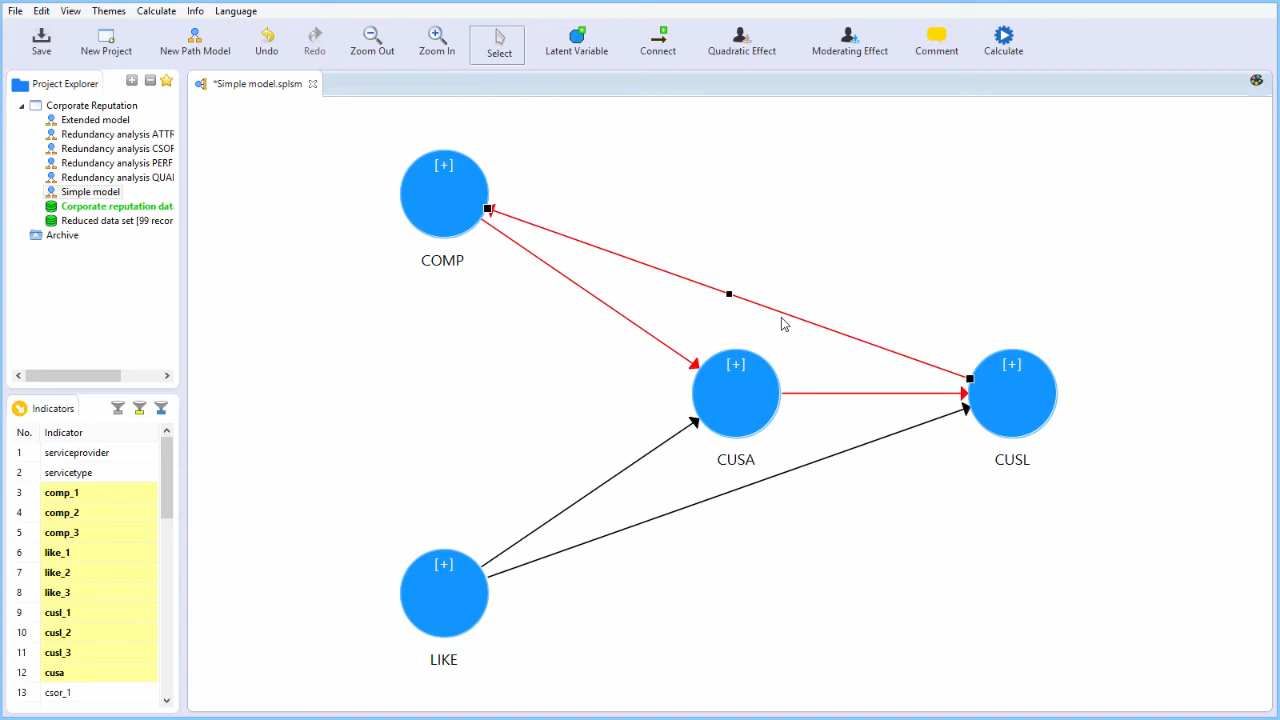 File Edit View Themes Calculate Info Language
Save New Project New Path Model Undo Redo Zoom Out Zoom In Select Latent Variable Connect Quadratic Effect Moderating Effect Comment Calculate
Project Explorer
*Simple model.splsm
Corporate Reputation
Extended model
Redundancy analysis ATTR
Redundancy analysis CSOF
Redundancy analysis PERF
Redundancy analysis QUAI
Simple model
Corporate reputation dat
Reduced data set [99 recor
Archive
Indicators
No. Indicator
1 serviceprovider
2 servicetype
3 comp_1
4 comp_2
5 comp_3
6 like_1
7 like_2
8 like_3
9 cusl_1
10 cusl_2
11 cusl_3
12 cusa
13 csor_1
[+]
COMP
[+]
CUSA
[+]
CUSL
[+]
LIKE